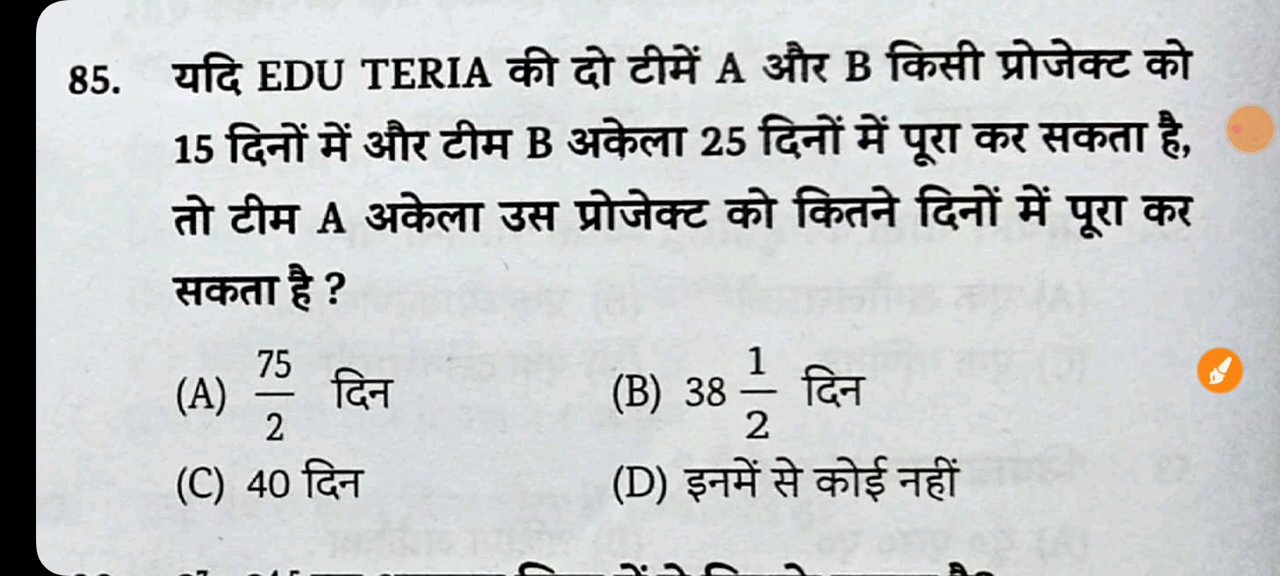 85. यदि EDU TERIA की दो टीमें A और B किसी प्रोजेक्ट को
15 दिनों में और टीम B अकेला 25 दिनों में पूरा कर सकता है,
तो टीम A अकेला उस प्रोजेक्ट को कितने दिनों में पूरा कर
सकता है ?
(A) 75/2 दिन (B) 38 1/2 दिन
(C) 40 दिन (D) इनमें से कोई नहीं